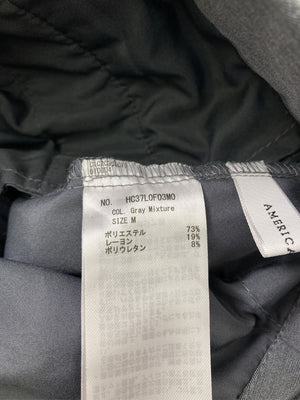 NO. HC37L0F03M0
COL. Gray Mixture
SIZE M
ポリエステル 73%
レーヨン 19%
ポリウレタン 8%
AMERICA